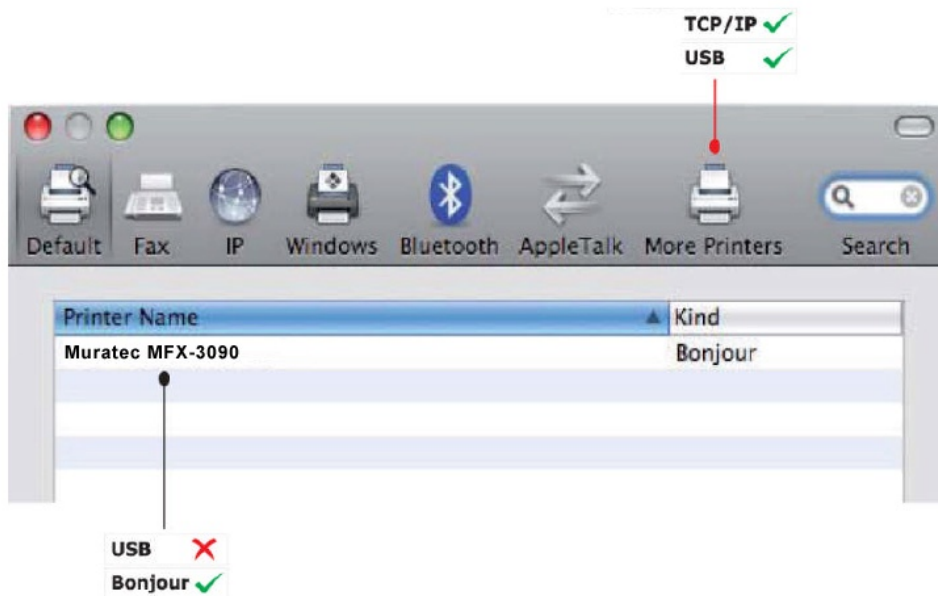 TCP/IP
USB
Default Fax IP Windows Bluetooth AppleTalk More Printers Search
Printer Name Kind
Muratec MFX-3090 Bonjour
USB
Bonjour